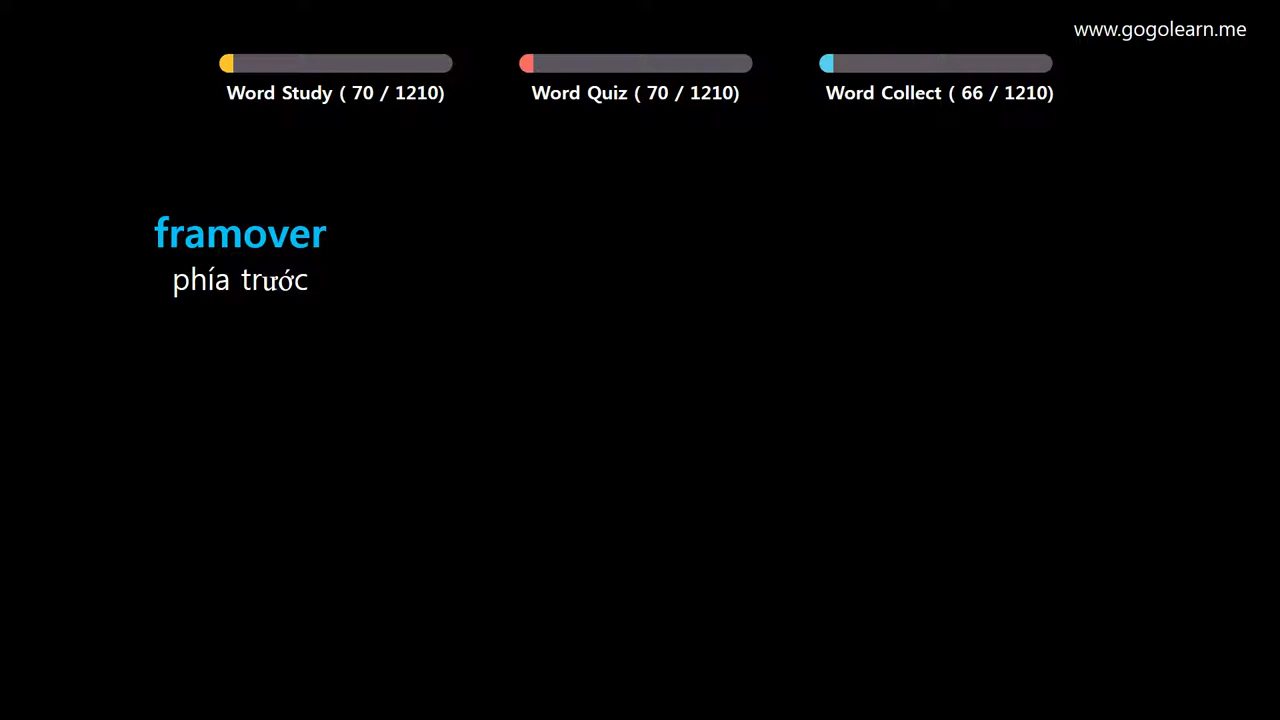 www.gogolearn.me
Word Study ( 70 / 1210)
Word Quiz ( 70 / 1210)
Word Collect ( 66 / 1210)
framover
phía trước